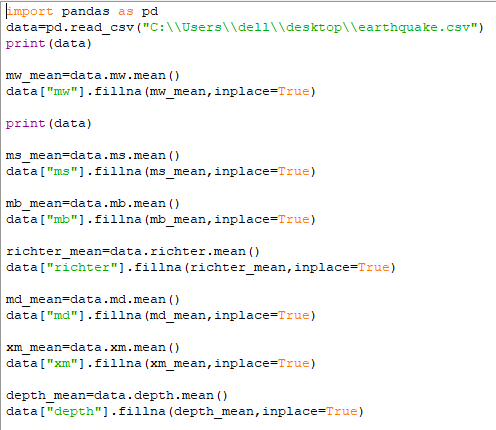 import pandas as pd
data=pd.read_csv("C:\\Users\\dell\\desktop\\earthquake.csv")
print(data)
mw_mean=data.mw.mean()
data["mw"].fillna(mw_mean,inplace=True)
print(data)
ms_mean=data.ms.mean()
data["ms"].fillna(ms_mean,inplace=True)
mb_mean=data.mb.mean()
data["mb"].fillna(mb_mean,inplace=True)
richter_mean=data.richter.mean()
data["richter"].fillna(richter_mean,inplace=True)
md_mean=data.md.mean()
data["md"].fillna(md_mean,inplace=True)
xm_mean=data.xm.mean()
data["xm"].fillna(xm_mean,inplace=True)
depth_mean=data.depth.mean()
data["depth"].fillna(depth_mean,inplace=True)